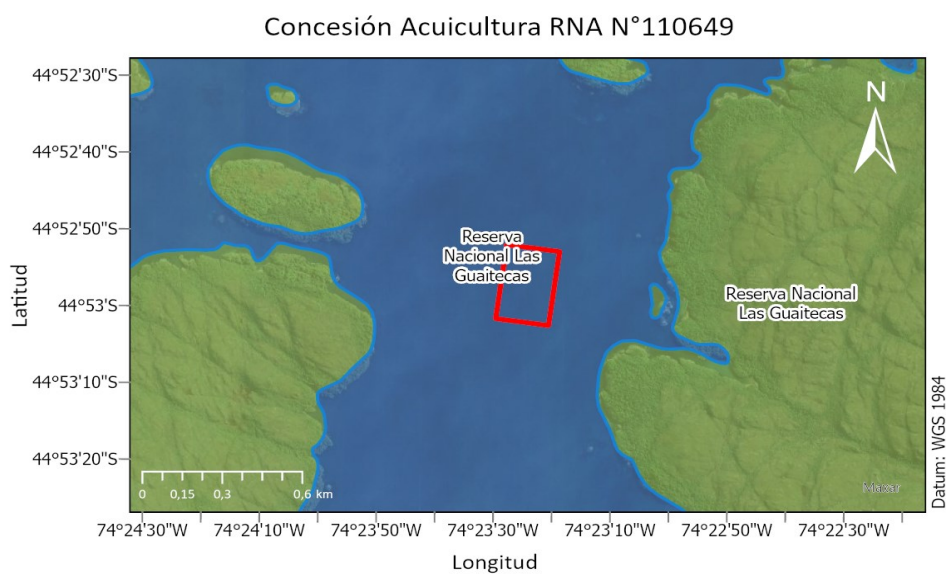 Concesión Acuicultura RNA N°110649
44°52'30"S
44°52'40"S
44°52'50"S
44°53'S
44°53'10"S
44°53'20"S
Latitud
N
Reserva
Nacional Las
Guaitecas
Reserva Nacional
Las Guaitecas
0 0,15 0,3 0,6 km
Maxar
Datum: WGS 1984
74°24'30"W 74°24'10"W 74°23'50"W 74°23'30"W 74°23'10"W 74°22'50"W 74°22'30"W
Longitud